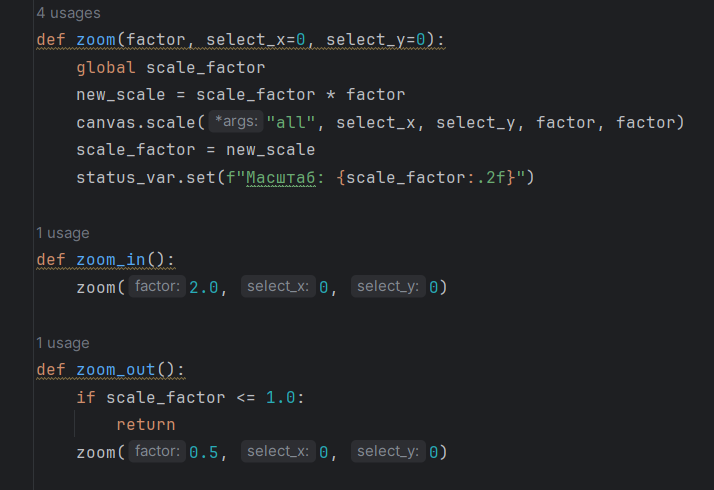 4 usages
def zoom(factor, select_x=0, select_y=0):
    global scale_factor
    new_scale = scale_factor * factor
    canvas.scale( *args: "all", select_x, select_y, factor, factor)
    scale_factor = new_scale
    status_var.set(f"Масштаб: {scale_factor:.2f}")
1 usage
def zoom_in():
    zoom( factor: 2.0, select_x: 0, select_y: 0)
1 usage
def zoom_out():
    if scale_factor <= 1.0:
        return
    zoom( factor: 0.5, select_x: 0, select_y: 0)